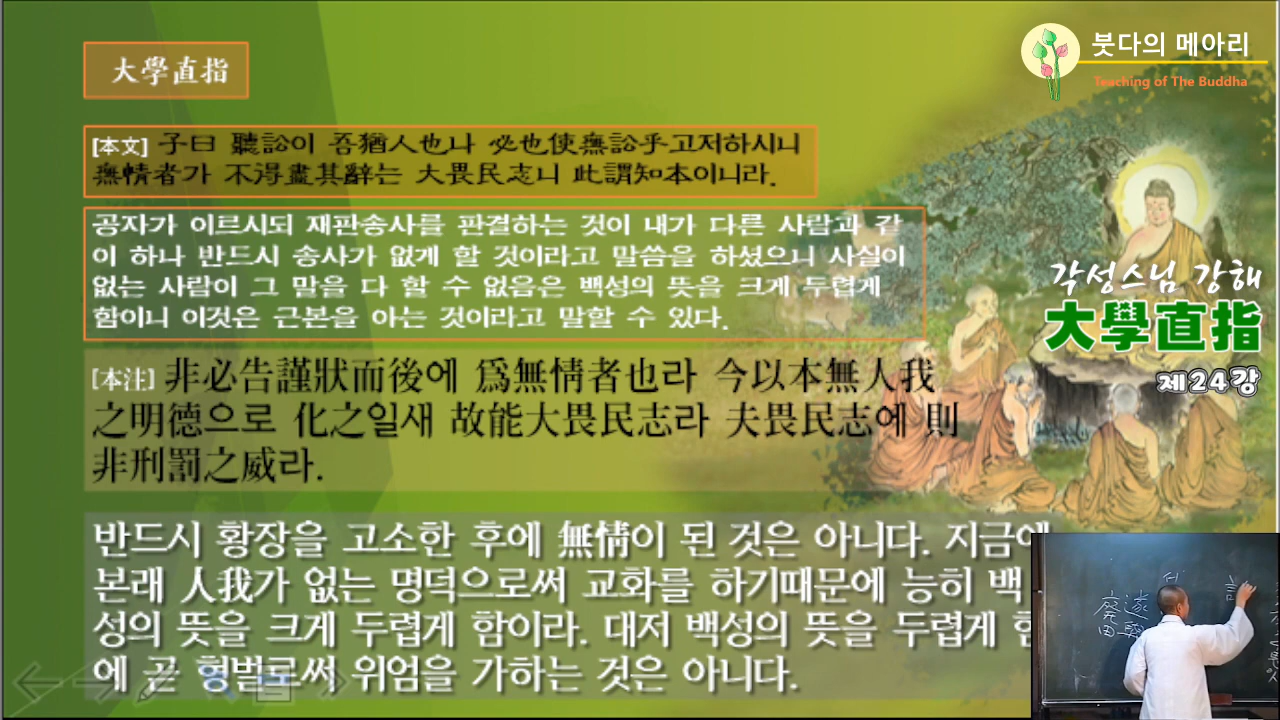 大學直指
붓다의 메아리
Teaching of The Buddha
[本文] 子曰 聽訟이 吾猶人也나 必也使無訟乎고저하시니
無情者가 不得盡其辭는 大畏民志니 此謂知本이니라.
공자가 이르시되 재판송사를 판결하는 것이 내가 다른 사람과 같
이 하나 반드시 송사가 없게 할 것이라고 말씀을 하셨으니 사실이
없는 사람이 그 말을 다 할 수 없음은 백성의 뜻을 크게 두렵게
함이니 이것은 근본을 아는 것이라고 말할 수 있다.
각성스님 강해
大學直指
제24강
[本注] 非必告謹狀而後에 爲無情者也라 今以本無人我
之明德으로 化之일새 故能大畏民志라 夫畏民志에 則
非刑罰之威라.
반드시 황장을 고소한 후에 無情이 된 것은 아니다. 지금에
본래 人我가 없는 명덕으로써 교화를 하기때문에 능히 백
성의 뜻을 크게 두렵게 함이라. 대저 백성의 뜻을 두렵게 함
에 곧 형벌로써 위엄을 가하는 것은 아니다.